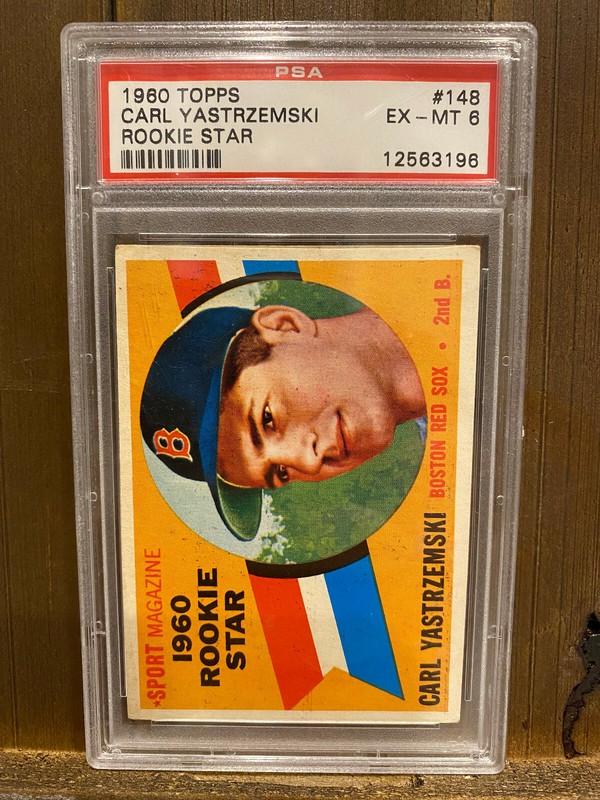 PSA
1960 TOPPS #148
CARL YASTRZEMSKI EX-MT 6
ROOKIE STAR
12563196
B
*SPORT MAGAZINE
1960
ROOKIE
STAR
CARL YASTRZEMSKI BOSTON RED SOX • 2nd B.